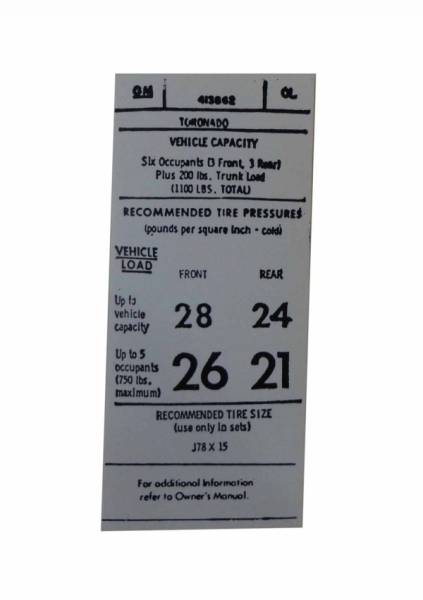 GM 413862 OL
TORONADO
VEHICLE CAPACITY
Six Occupants (3 Front, 3 Rear)
Plus 200 lbs. Trunk Load
(1100 LBS. TOTAL)
RECOMMENDED TIRE PRESSURES
(pounds per square inch - cold)
VEHICLE
LOAD
FRONT REAR
Up to
vehicle
capacity
28 24
Up to 5
occupants
(750 lbs.
maximum)
26 21
RECOMMENDED TIRE SIZE
(use only in sets)
J78 X 15
For additional Information
refer to Owner's Manual.